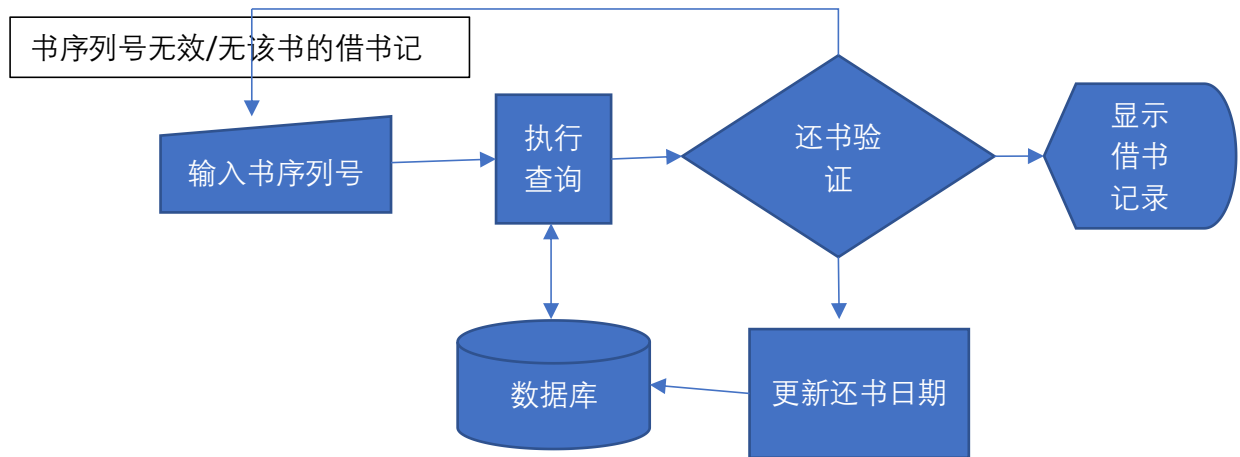 书序列号无效/无该书的借书记
输入书序列号
执行
查询
还书验
证
显示
借书
记录
数据库
更新还书日期